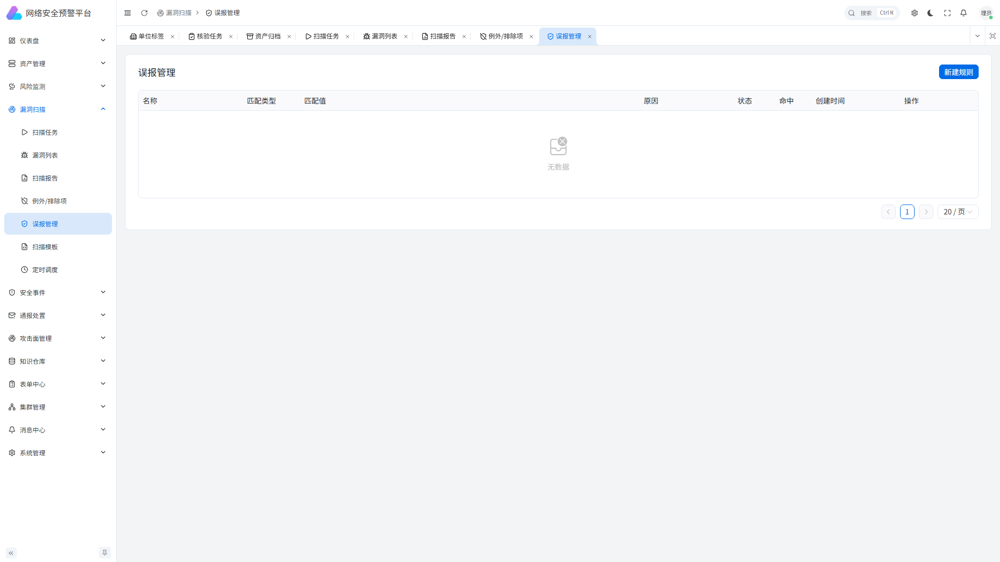 网络安全预警平台
漏洞扫描
误报管理
搜索 Ctrl K
理员
单位标签
核验任务
资产归档
扫描任务
漏洞列表
扫描报告
例外/排除项
误报管理
仪表盘
资产管理
风险监测
漏洞扫描
扫描任务
漏洞列表
扫描报告
例外/排除项
误报管理
扫描模板
定时调度
安全事件
通报处置
攻击面管理
知识仓库
表单中心
集群管理
消息中心
系统管理
误报管理
新建规则
名称 匹配类型 匹配值 原因 状态 命中 创建时间 操作
无数据
1 20 / 页